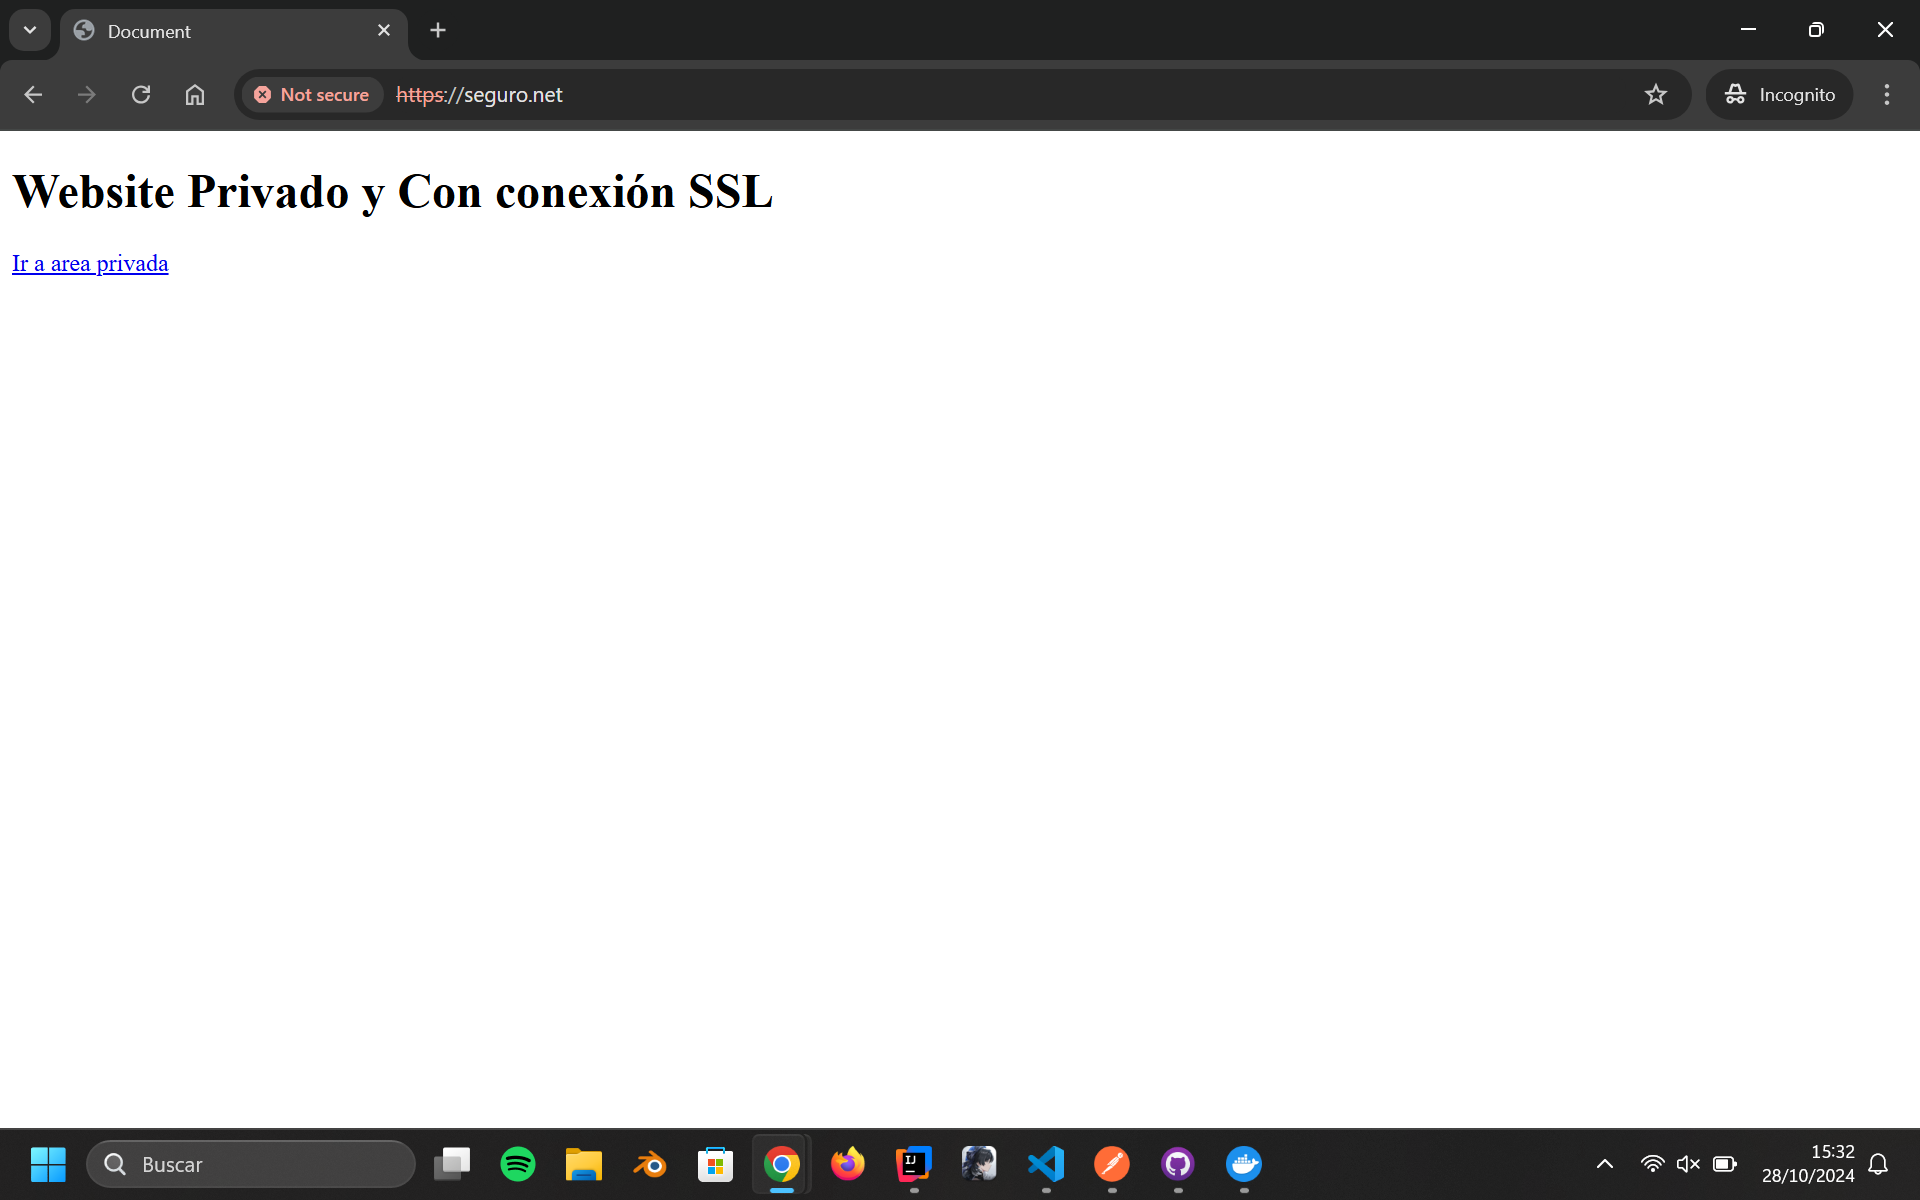 Document
Not secure
https://seguro.net
Incognito
Website Privado y Con conexión SSL
Ir a area privada
Buscar
IJ
15:32
28/10/2024